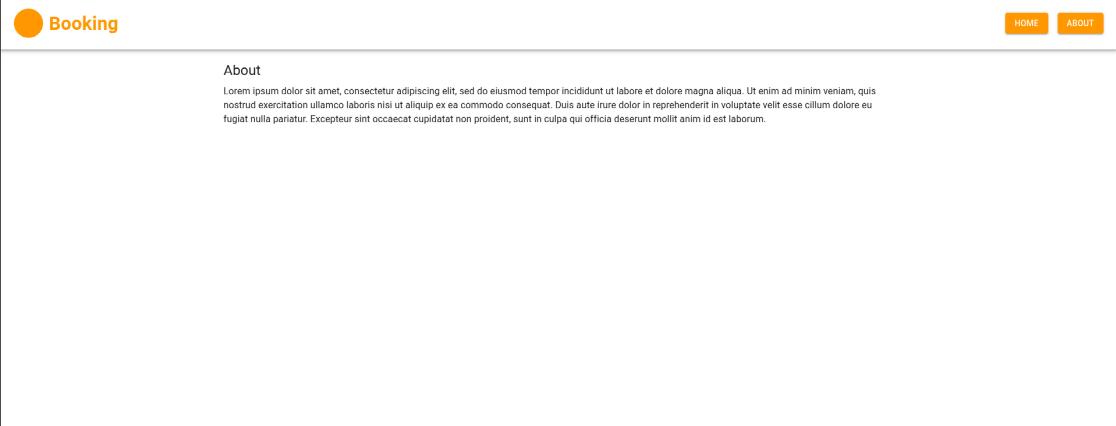 Booking
HOME
ABOUT
About
Lorem ipsum dolor sit amet, consectetur adipiscing elit, sed do eiusmod tempor incididunt ut labore et dolore magna aliqua. Ut enim ad minim veniam, quis
nostrud exercitation ullamco laboris nisi ut aliquip ex ea commodo consequat. Duis aute irure dolor in reprehenderit in voluptate velit esse cillum dolore eu
fugiat nulla pariatur. Excepteur sint occaecat cupidatat non proident, sunt in culpa qui officia deserunt mollit anim id est laborum.